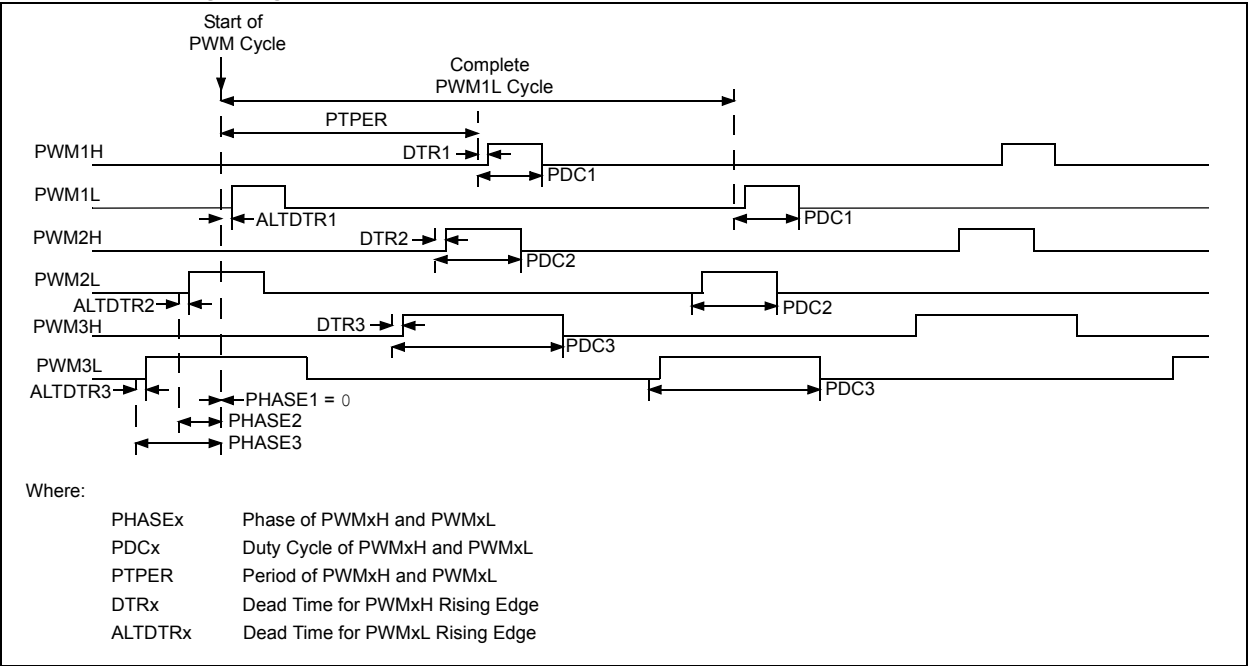 Start of
PWM Cycle
Complete
PWM1L Cycle
PTPER
PWM1H
DTR1
PDC1
PWM1L
ALTDTR1
PDC1
PWM2H
DTR2
PDC2
PWM2L
ALTDTR2
PDC2
PWM3H
DTR3
PDC3
PWM3L
ALTDTR3
PDC3
PHASE1 = 0
PHASE2
PHASE3
Where:
PHASEx Phase of PWMxH and PWMxL
PDCx Duty Cycle of PWMxH and PWMxL
PTPER Period of PWMxH and PWMxL
DTRx Dead Time for PWMxH Rising Edge
ALTDTRx Dead Time for PWMxL Rising Edge